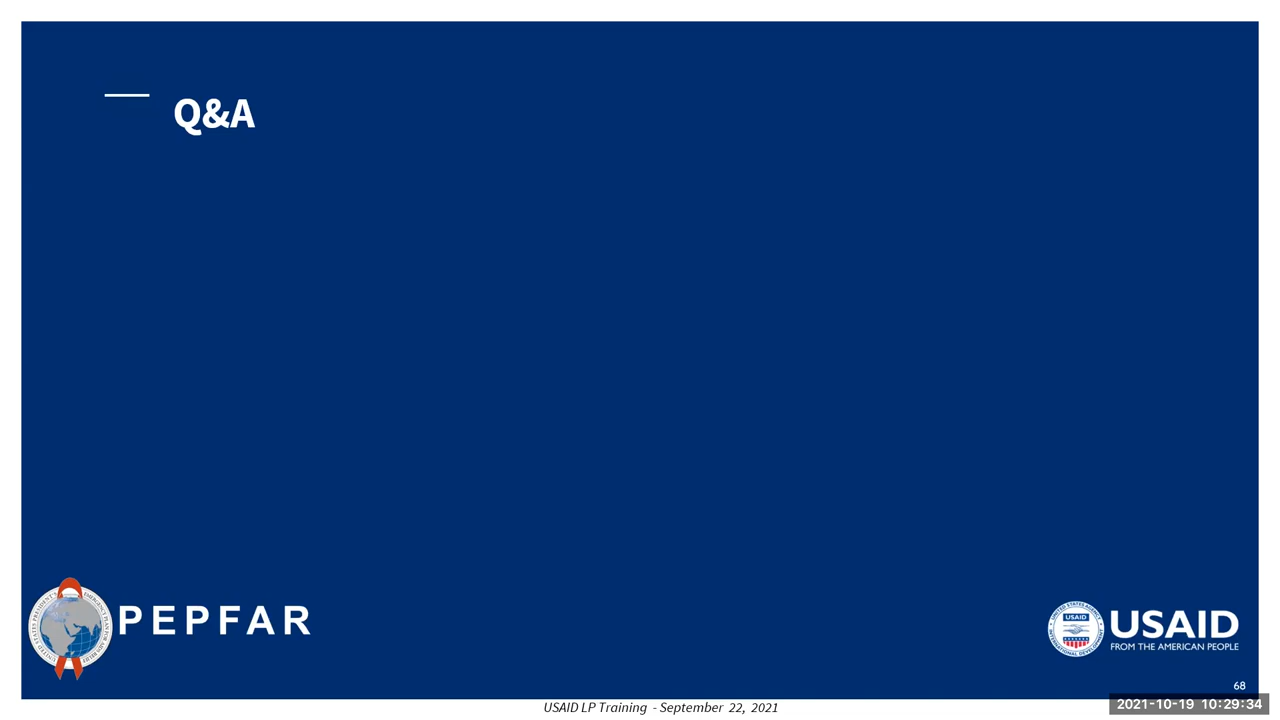 Q&A
PEPFAR
USAID
USAID
FROM THE AMERICAN PEOPLE
68
USAID LP Training - September 22, 2021
2021-10-19 10:29:34